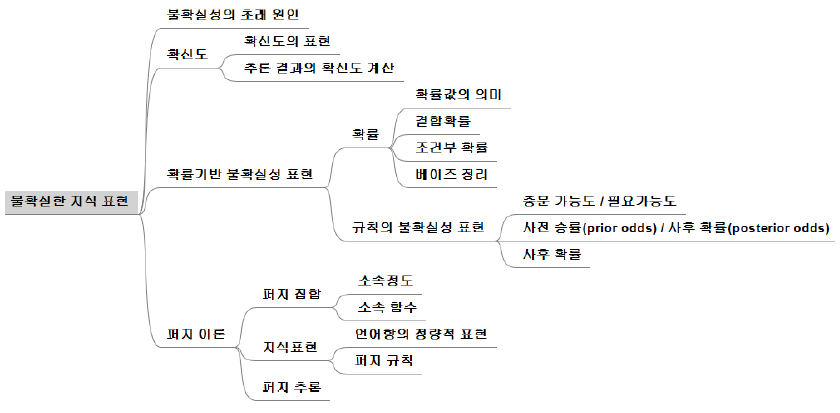 불확실성의 초래 원인
확신도
확신도의 표현
추론 결과의 확신도 계산
확률값의 의미
결합확률
확률
조건부 확률
베이즈 정리
확률기반 불확실성 표현
불확실한 지식 표현
충분 가능도 / 필요가능도
규칙의 불확실성 표현
사전 승률(prior odds) / 사후 확률(posterior odds)
사후 확률
퍼지 집합
소속정도
소속 함수
퍼지 이론
지식표현
언어항의 정량적 표현
퍼지 규칙
퍼지 추론